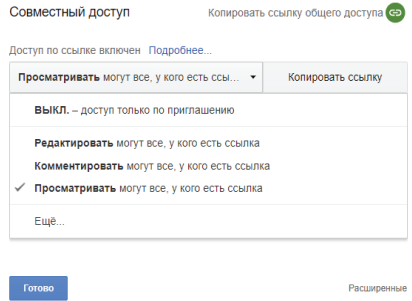 Совместный доступ Копировать ссылку общего доступа
Доступ по ссылке включен Подробнее...
Просматривать могут все, у кого есть ссы... Копировать ссылку
ВЫКЛ. – доступ только по приглашению
Редактировать могут все, у кого есть ссылка
Комментировать могут все, у кого есть ссылка
Просматривать могут все, у кого есть ссылка
Ещё...
Готово Расширенные